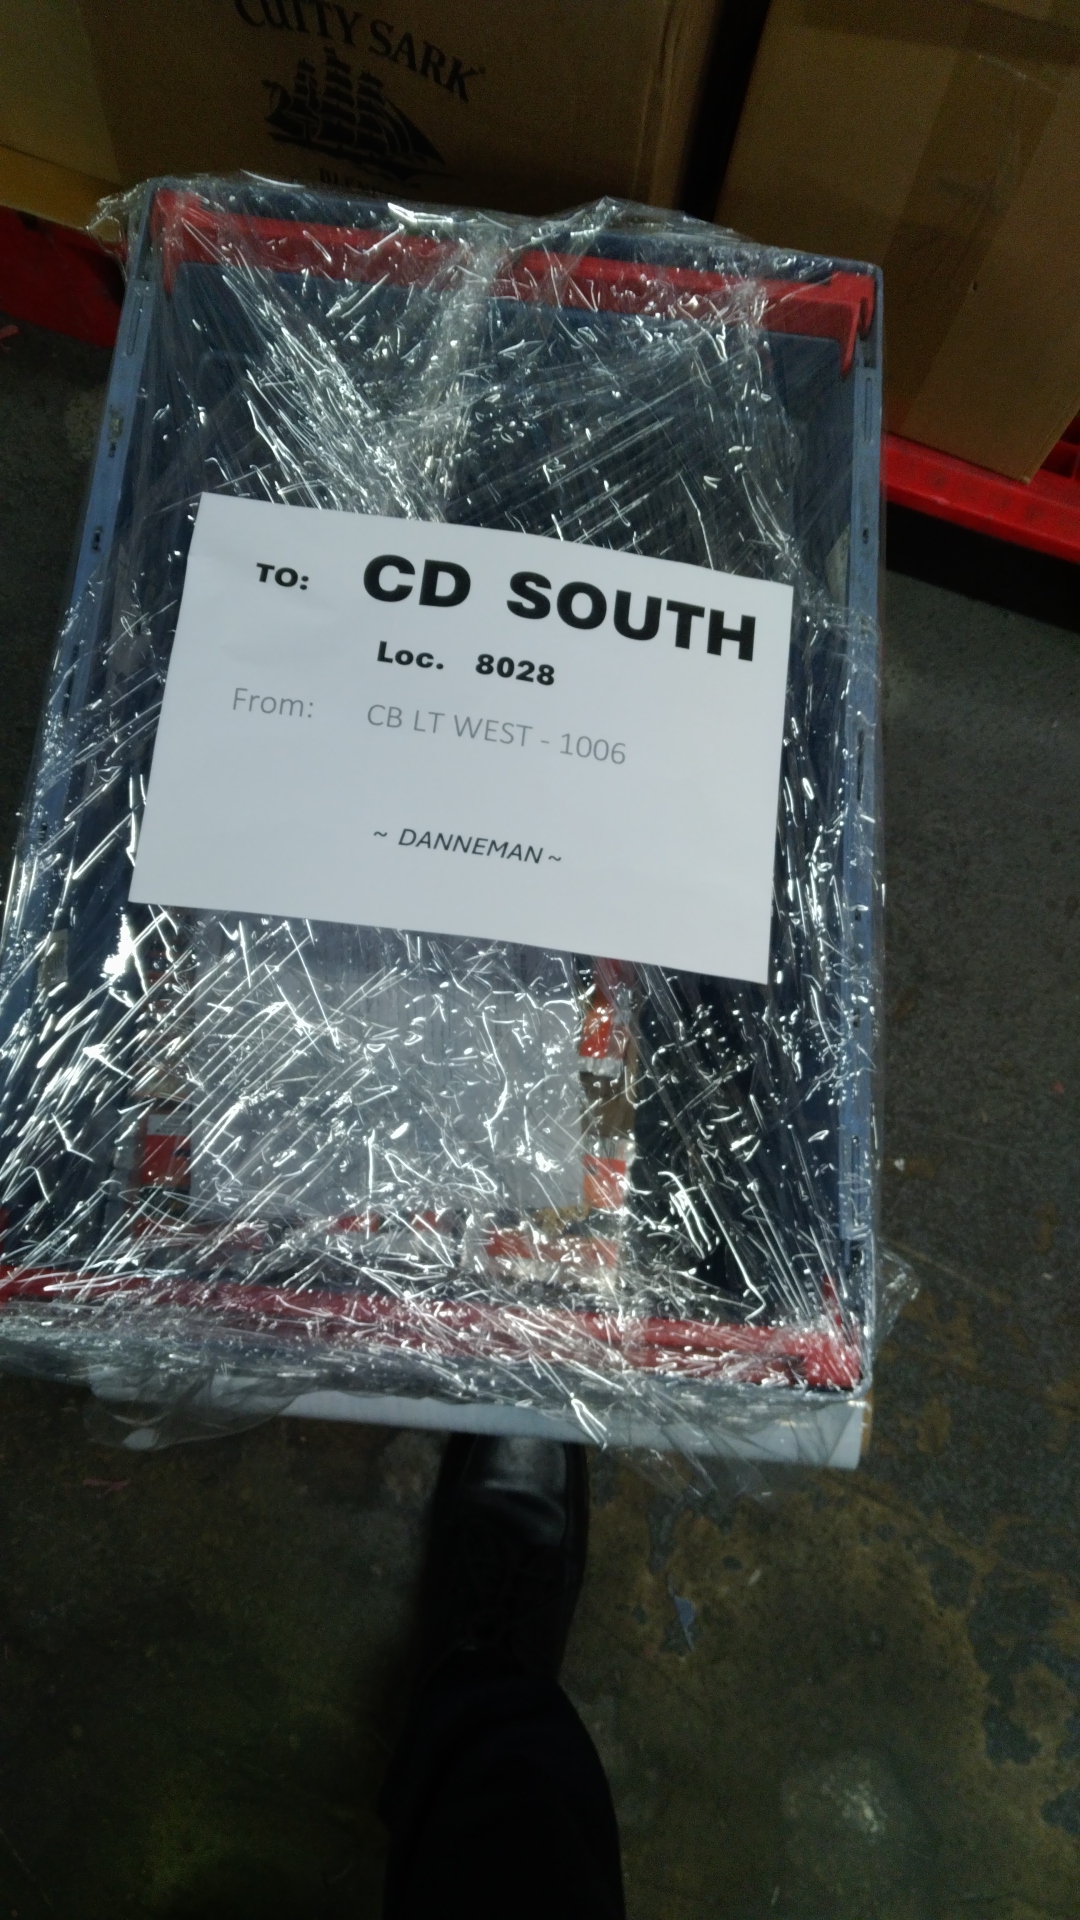 CUTTY SARK
TO: CD SOUTH
Loc. 8028
From: CB LT WEST - 1006
~ DANNEMAN ~